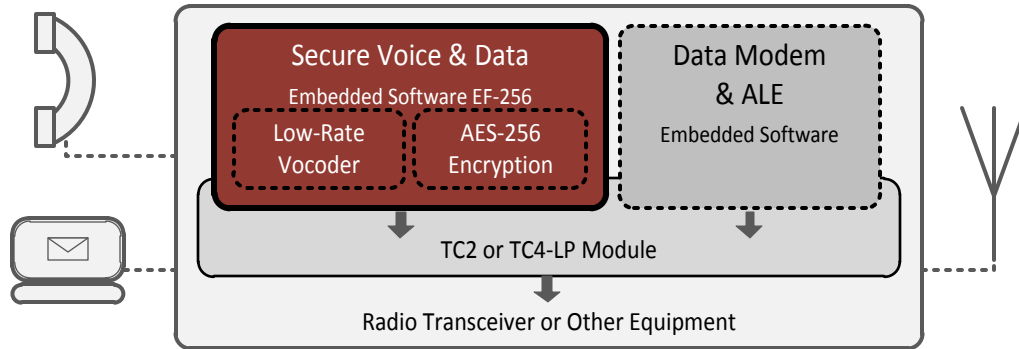 Secure Voice & Data
Embedded Software EF-256
Low-Rate
Vocoder
AES-256
Encryption
Data Modem
& ALE
Embedded Software
TC2 or TC4-LP Module
Radio Transceiver or Other Equipment